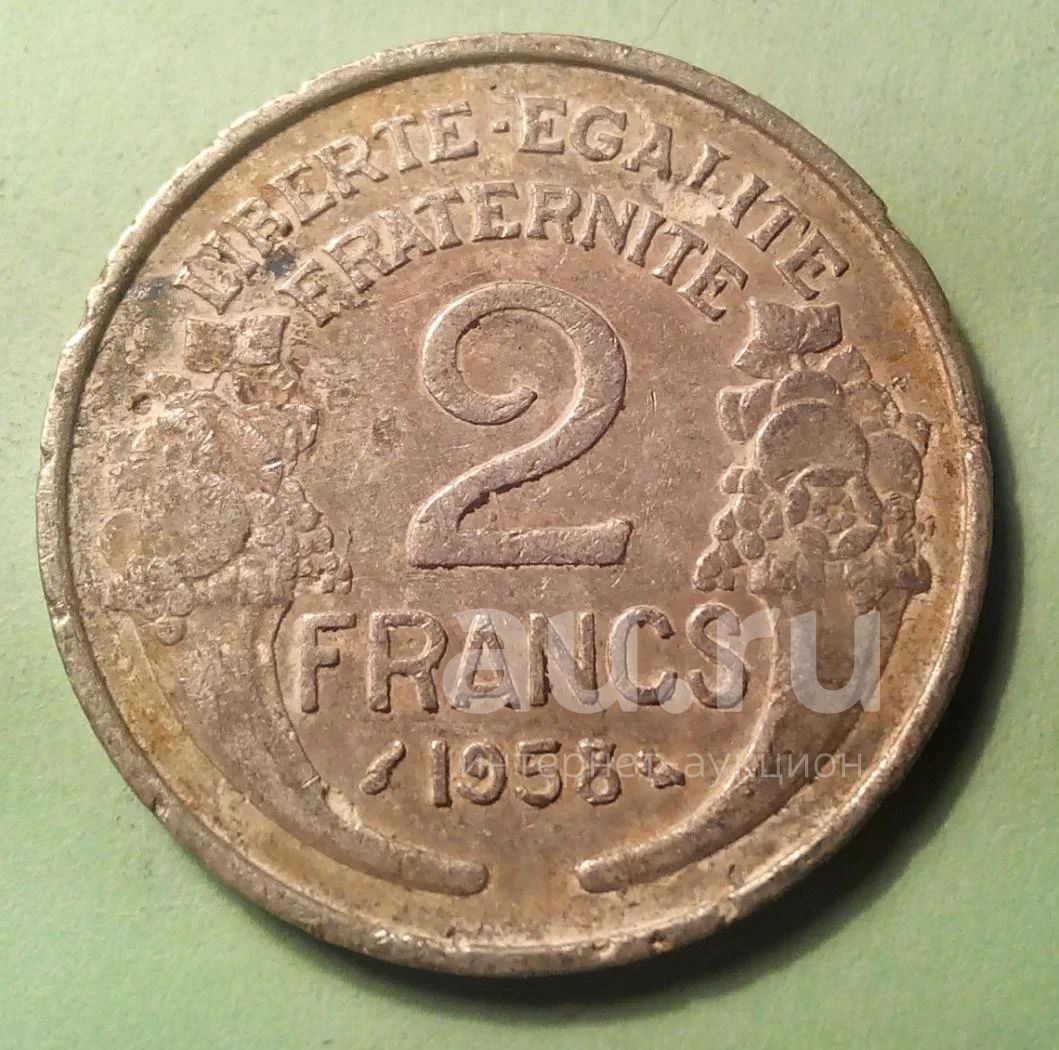 LIBERTE-EGALITE
FRATERNITE
2
FRANCS
1958
au.ru
интернет-аукцион